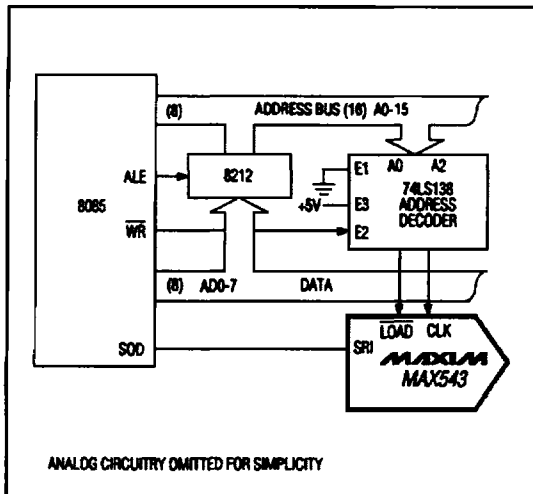 (8) ADDRESS BUS (16) A0-15
ALE
8212
E1 A0 A2
8085
74LS138
+5V E3 ADDRESS
DECODER
WR
E2
(8) AD0-7 DATA
LOAD CLK
SOD
SRI
MAXIM
MAX543
ANALOG CIRCUITRY OMITTED FOR SIMPLICITY